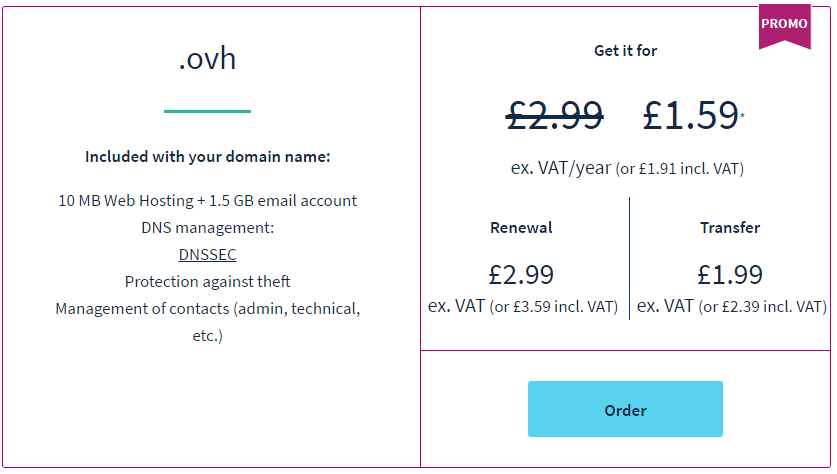 .ovh
Included with your domain name:
10 MB Web Hosting + 1.5 GB email account
DNS management:
DNSSEC
Protection against theft
Management of contacts (admin, technical,
etc.)
PROMO
Get it for
£2.99 £1.59*
ex. VAT/year (or £1.91 incl. VAT)
Renewal
£2.99
ex. VAT (or £3.59 incl. VAT)
Transfer
£1.99
ex. VAT (or £2.39 incl. VAT)
Order